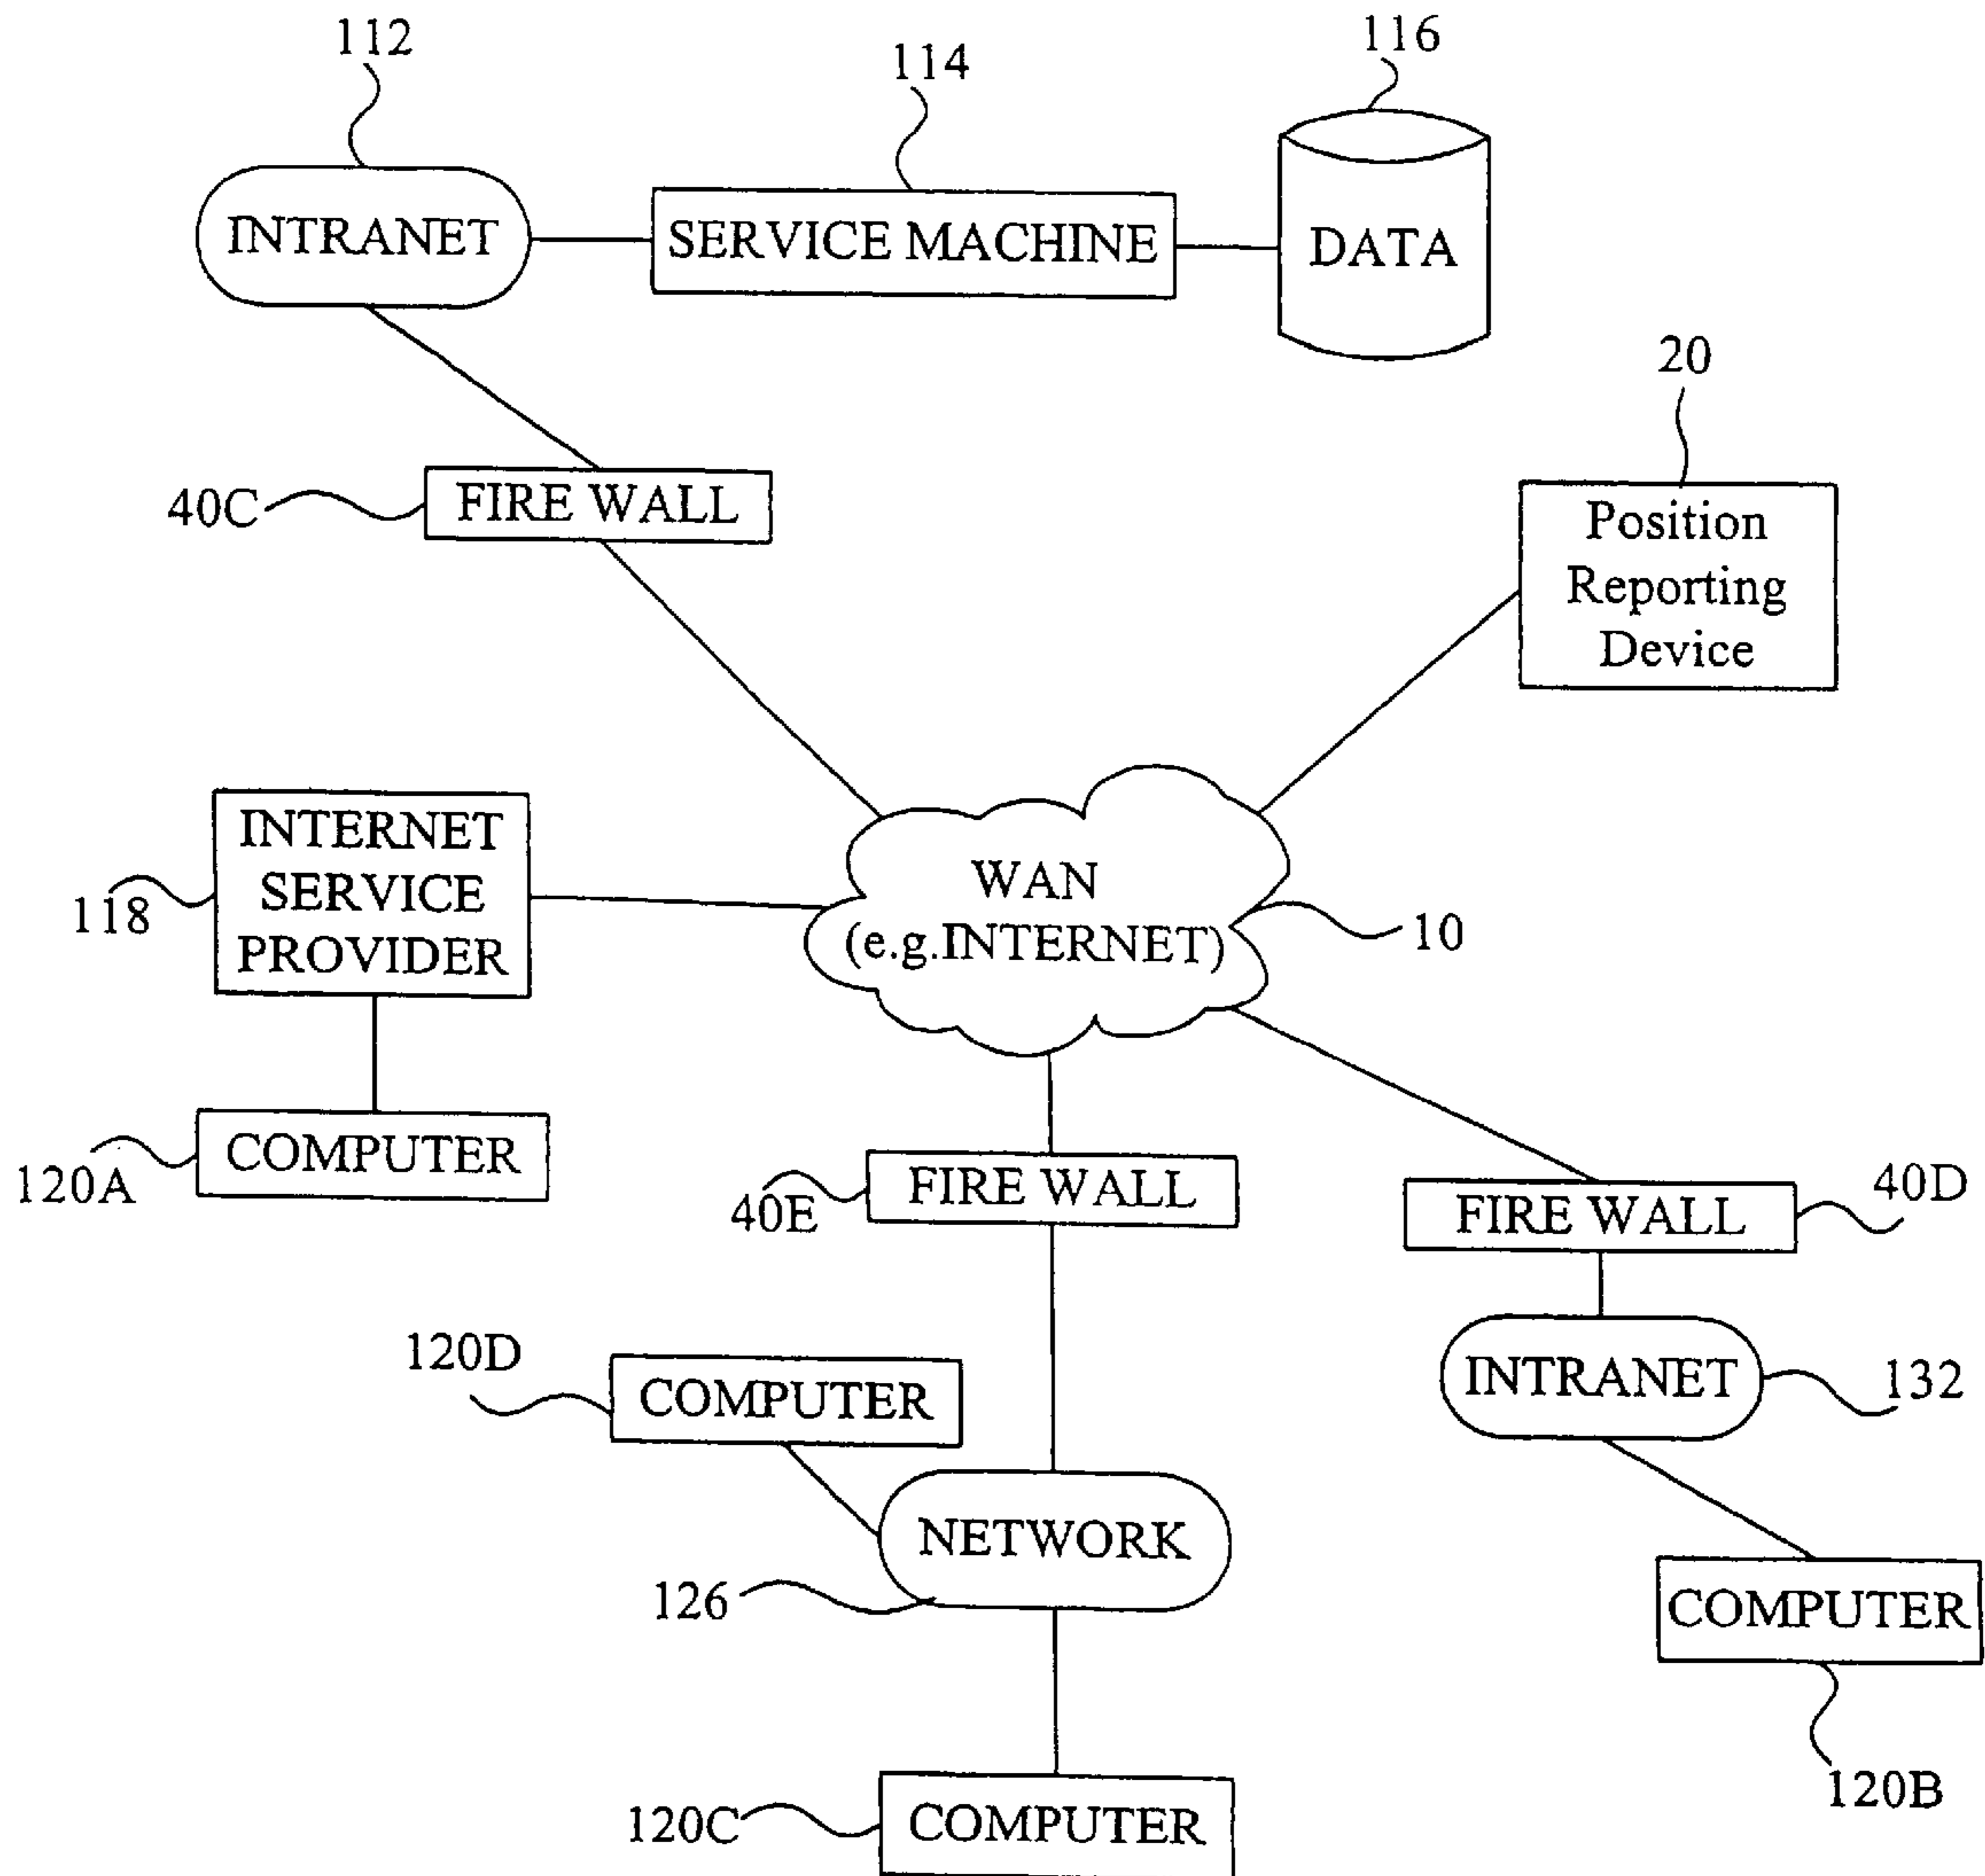 112
114
116
INTRANET
SERVICE MACHINE
DATA
20
40C
FIRE WALL
Position
Reporting
Device
INTERNET
SERVICE
PROVIDER
118
WAN
(e.g.INTERNET)
10
COMPUTER
120A
FIRE WALL
40E
FIRE WALL
40D
120D
COMPUTER
INTRANET
132
NETWORK
126
COMPUTER
120B
120C
COMPUTER